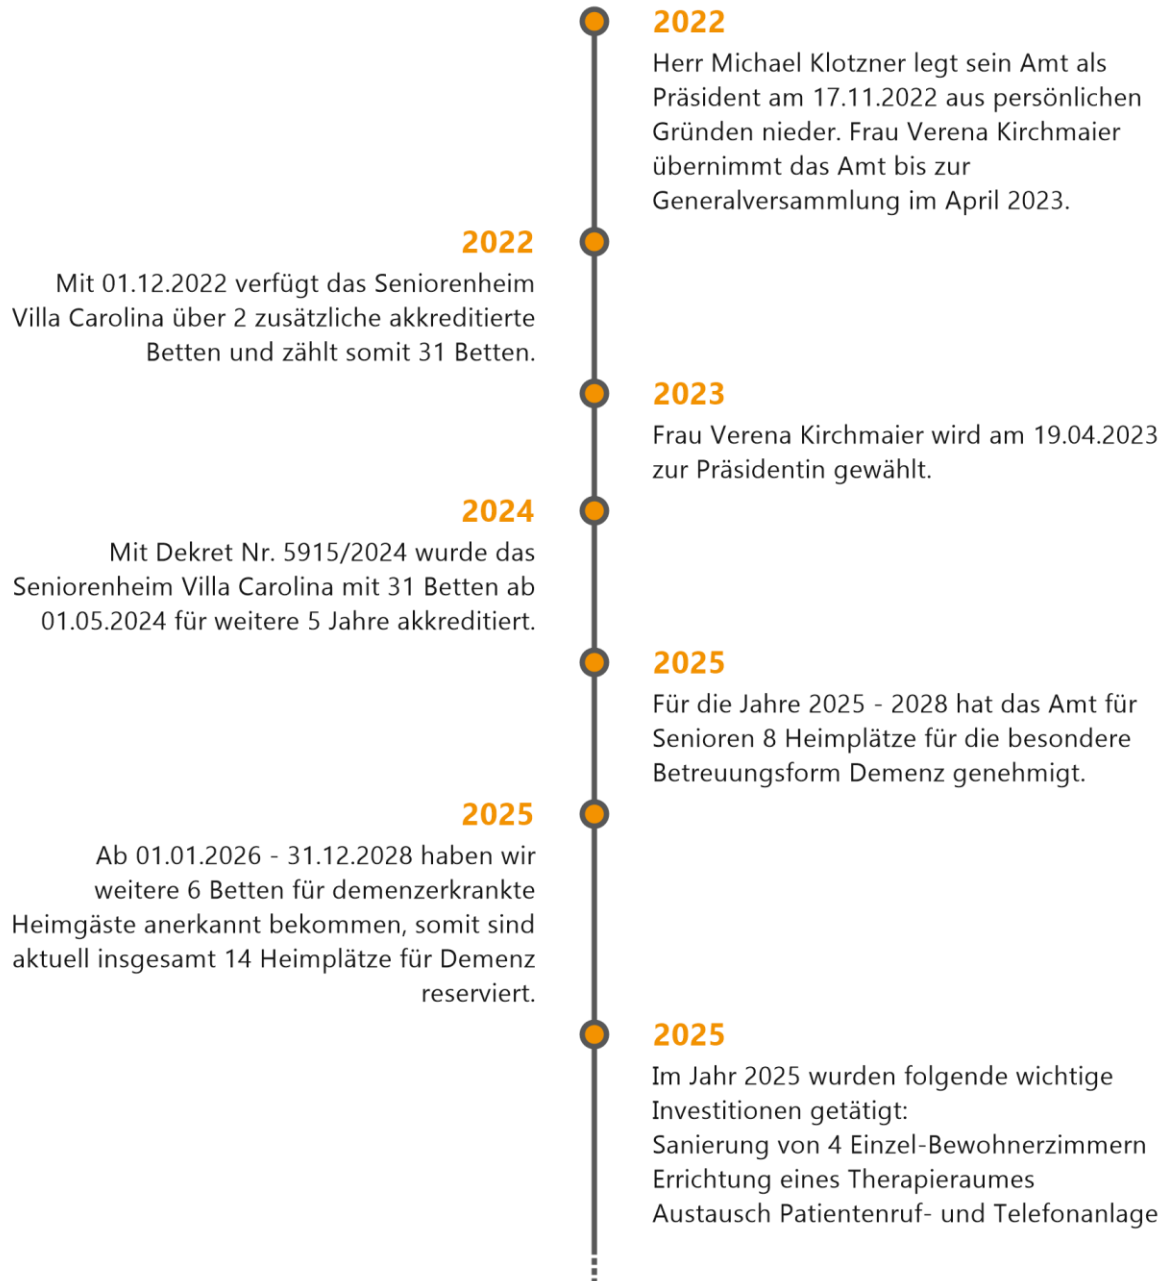 2022
Herr Michael Klotzner legt sein Amt als
Präsident am 17.11.2022 aus persönlichen
Gründen nieder. Frau Verena Kirchmaier
übernimmt das Amt bis zur
Generalversammlung im April 2023.
2022
Mit 01.12.2022 verfügt das Seniorenheim
Villa Carolina über 2 zusätzliche akkreditierte
Betten und zählt somit 31 Betten.
2023
Frau Verena Kirchmaier wird am 19.04.2023
zur Präsidentin gewählt.
2024
Mit Dekret Nr. 5915/2024 wurde das
Seniorenheim Villa Carolina mit 31 Betten ab
01.05.2024 für weitere 5 Jahre akkreditiert.
2025
Für die Jahre 2025 - 2028 hat das Amt für
Senioren 8 Heimplätze für die besondere
Betreuungsform Demenz genehmigt.
2025
Ab 01.01.2026 - 31.12.2028 haben wir
weitere 6 Betten für demenzerkrankte
Heimgäste anerkannt bekommen, somit sind
aktuell insgesamt 14 Heimplätze für Demenz
reserviert.
2025
Im Jahr 2025 wurden folgende wichtige
Investitionen getätigt:
Sanierung von 4 Einzel-Bewohnerzimmern
Errichtung eines Therapieraumes
Austausch Patientenruf- und Telefonanlage